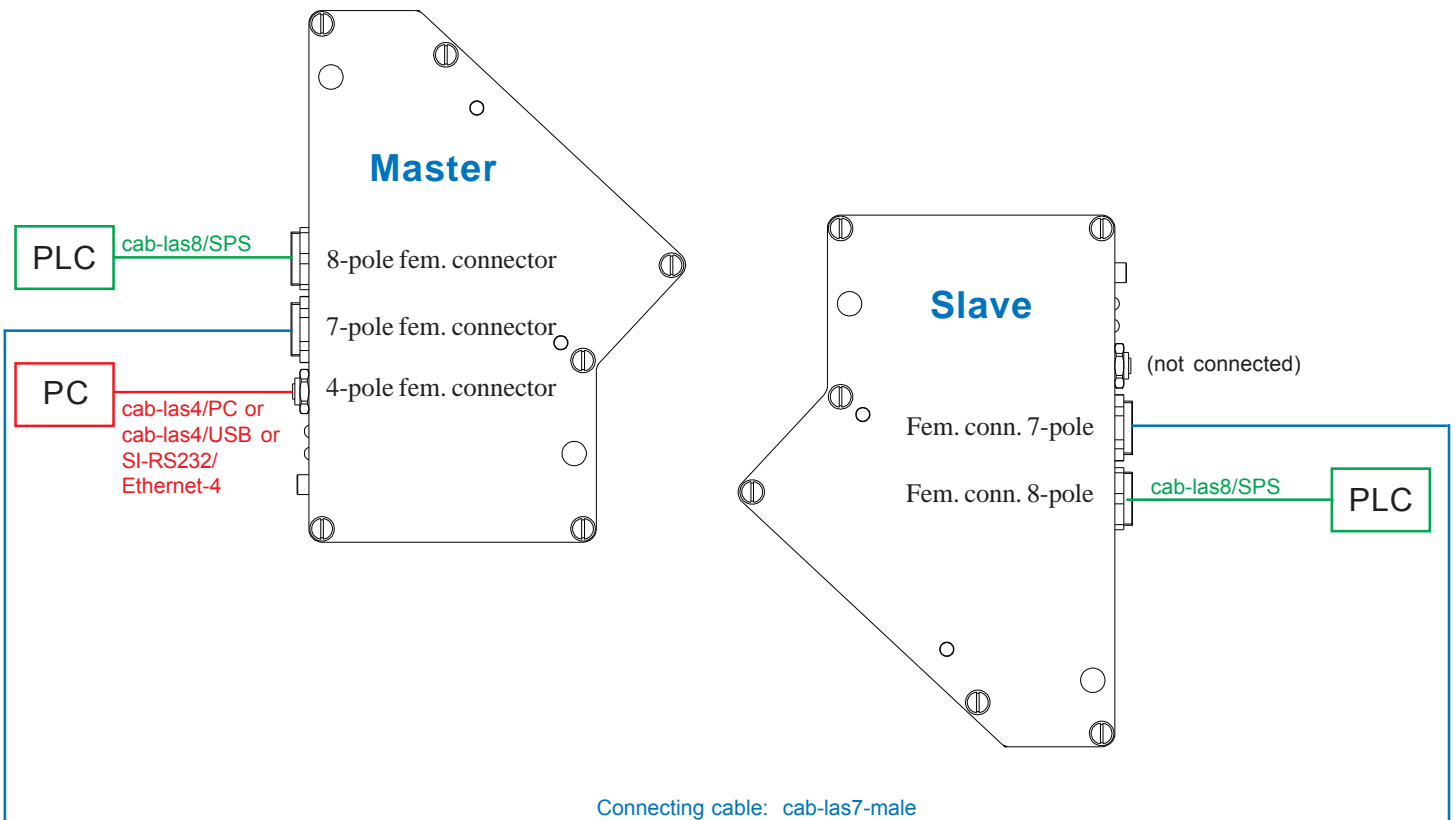 Master
PLC
cab-las8/SPS
8-pole fem. connector
7-pole fem. connector
PC
4-pole fem. connector
cab-las4/PC or
cab-las4/USB or
SI-RS232/
Ethernet-4
Slave
(not connected)
Fem. conn. 7-pole
Fem. conn. 8-pole
cab-las8/SPS
PLC
Connecting cable: cab-las7-male